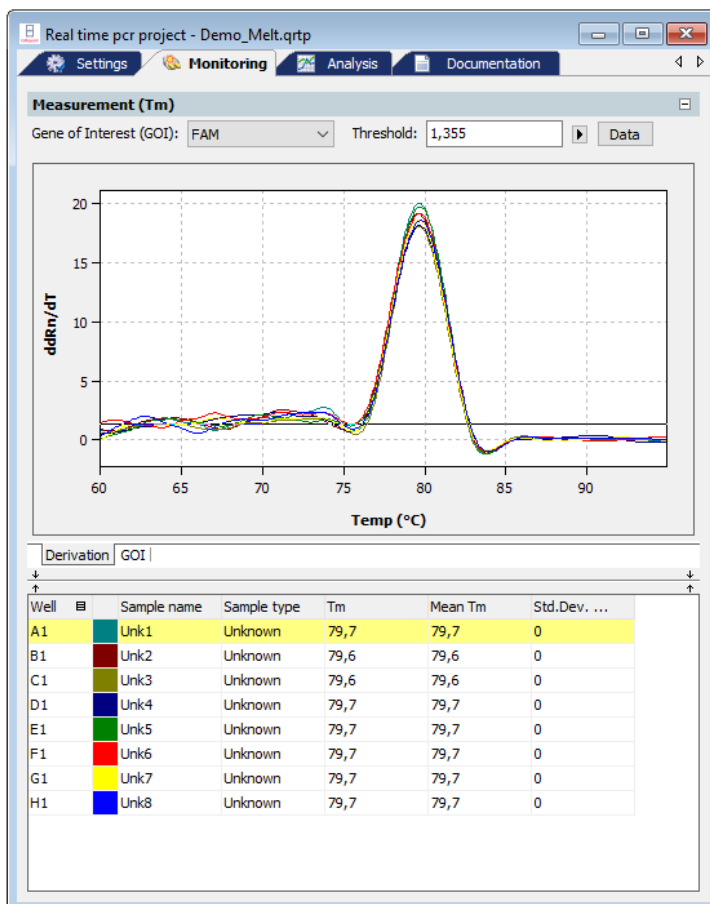 Real time pcr project - Demo_Melt.qrtp
Settings Monitoring Analysis Documentation
Measurement (Tm)
Gene of Interest (GOI): FAM Threshold: 1,355 Data
20
15
10
5
0
ddRn/dT
60 65 70 75 80 85 90
Temp (°C)
Derivation GOI
Well Sample name Sample type Tm Mean Tm Std.Dev. ...
A1 Unk1 Unknown 79,7 79,7 0
B1 Unk2 Unknown 79,6 79,6 0
C1 Unk3 Unknown 79,6 79,6 0
D1 Unk4 Unknown 79,7 79,7 0
E1 Unk5 Unknown 79,7 79,7 0
F1 Unk6 Unknown 79,7 79,7 0
G1 Unk7 Unknown 79,7 79,7 0
H1 Unk8 Unknown 79,7 79,7 0